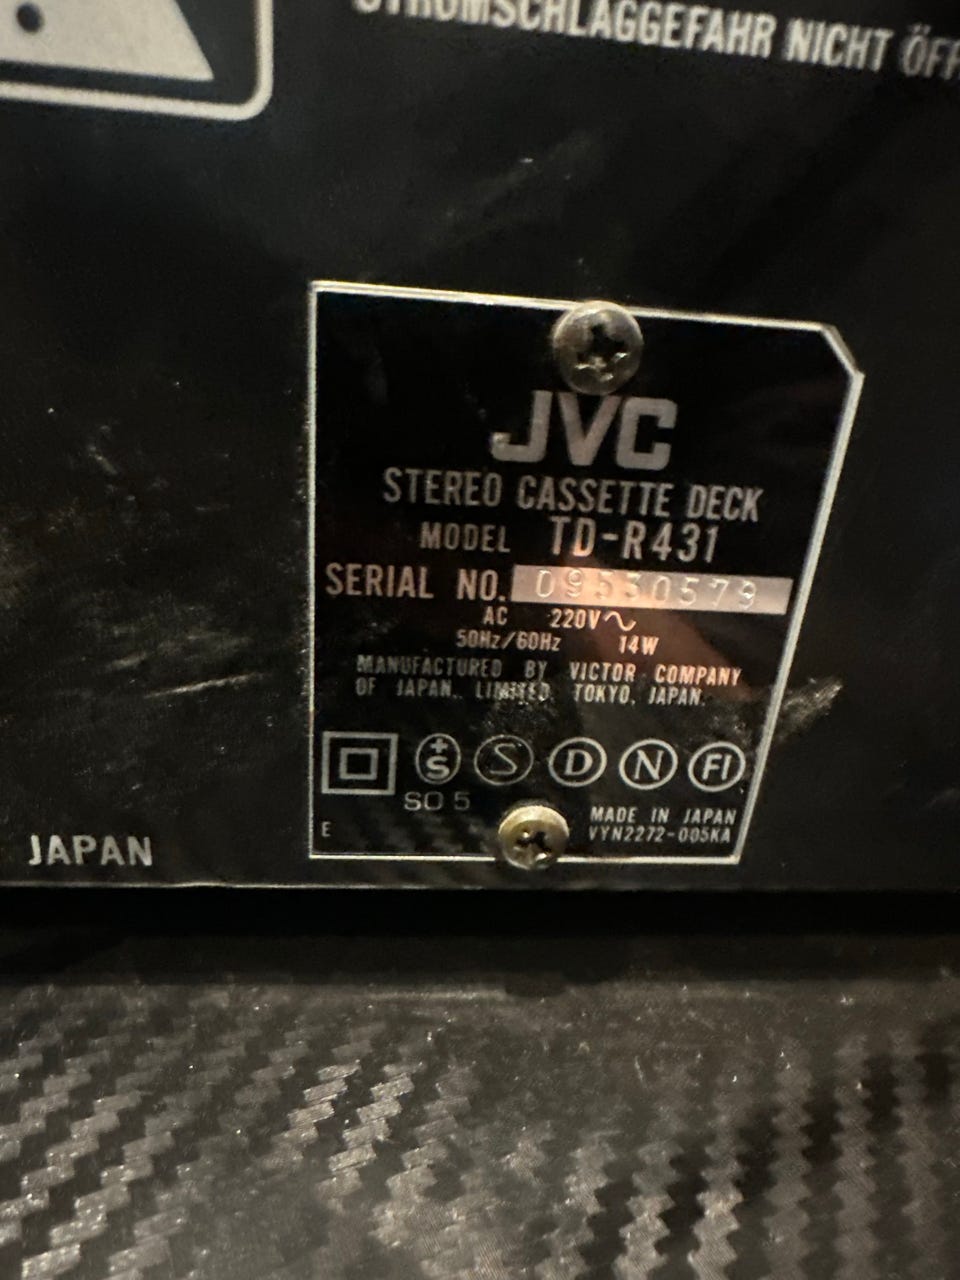 STROMSCHLAGGEFAHR NICHT ÖFF
JVC
STEREO CASSETTE DECK
MODEL TD-R431
SERIAL NO. 09530579
AC 220V~
50Hz/60Hz 14W
MANUFACTURED BY VICTOR COMPANY
OF JAPAN, LIMITED, TOKYO, JAPAN.
S S D N FI
SO 5
MADE IN JAPAN
E VYN2272-005KA
JAPAN